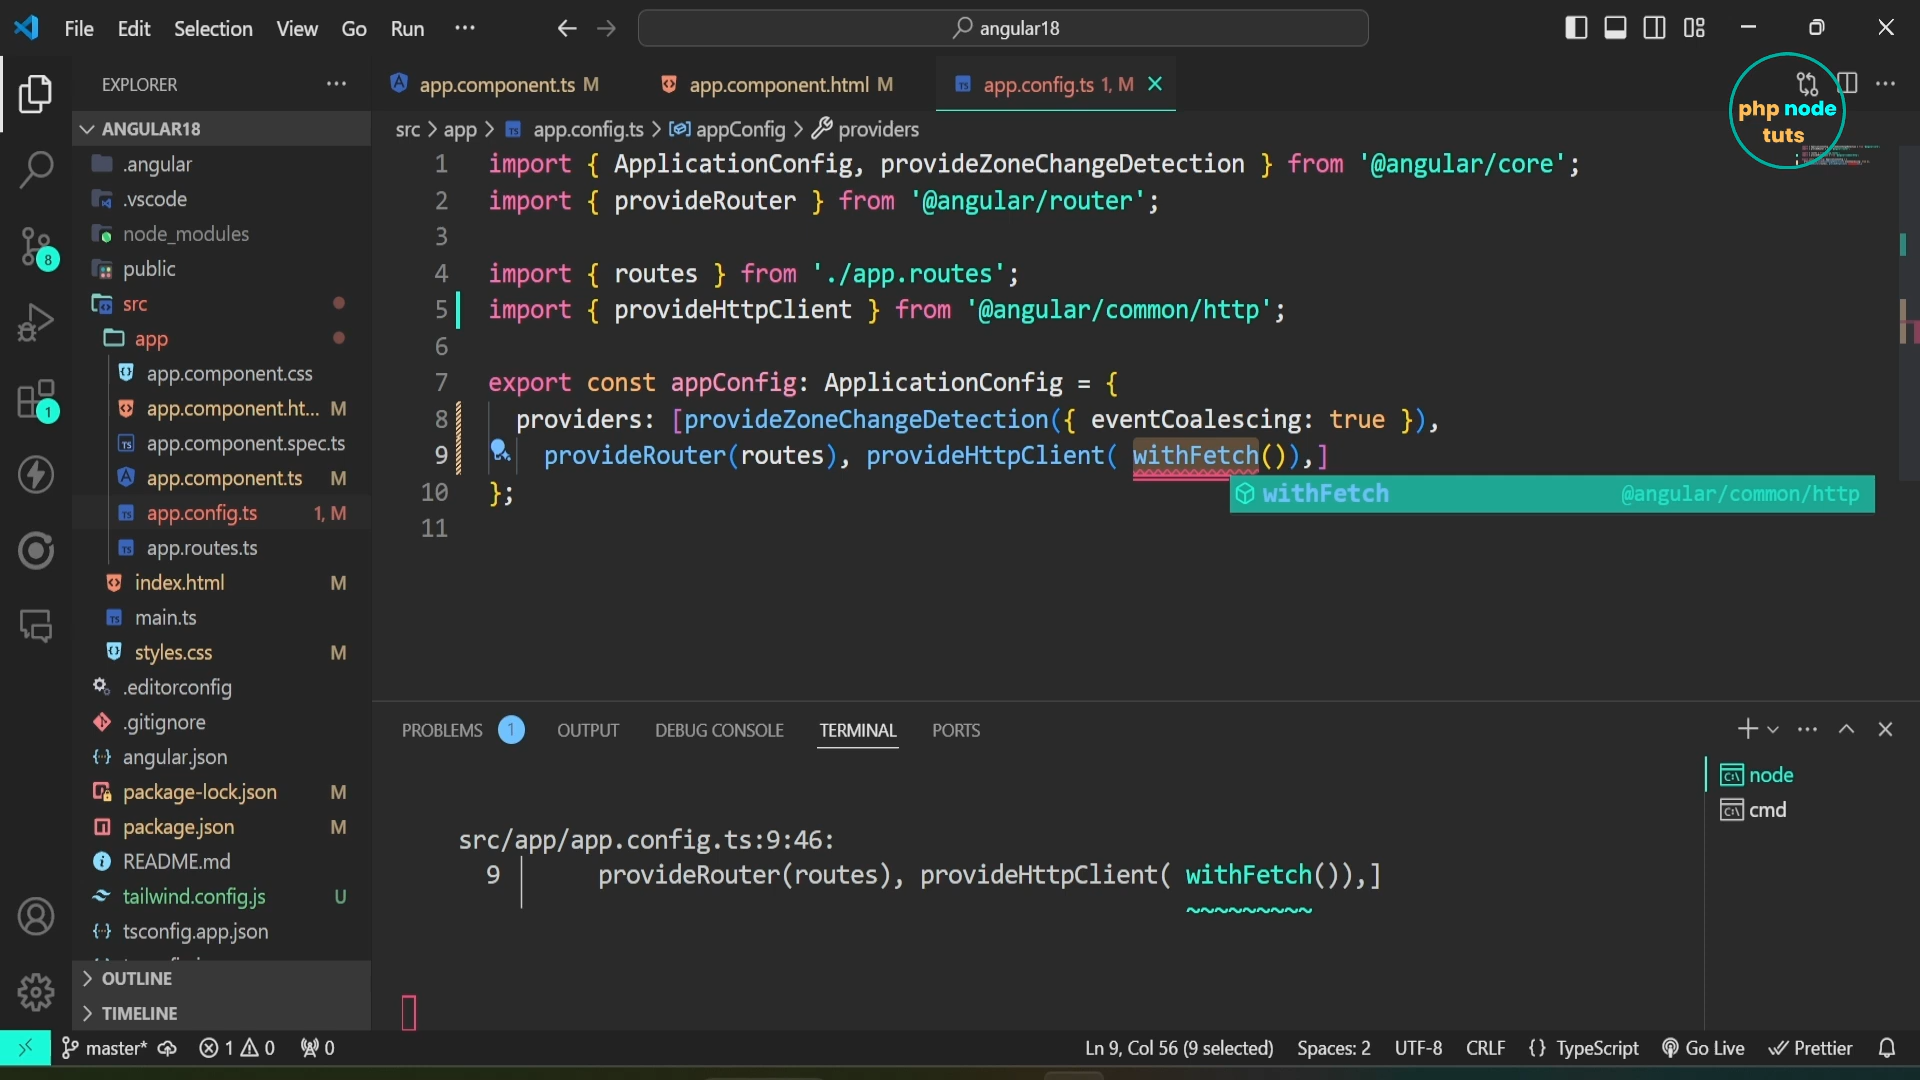 File Edit Selection View Go Run ··· angular18
php node
tuts
EXPLORER ···
ANGULAR18
.angular
.vscode
node_modules
public
src
app
app.component.css
app.component.ht... M
app.component.spec.ts
app.component.ts M
app.config.ts 1, M
app.routes.ts
index.html M
main.ts
styles.css M
.editorconfig
.gitignore
angular.json
package-lock.json M
package.json M
README.md
tailwind.config.js U
tsconfig.app.json
OUTLINE
TIMELINE
8
1
app.component.ts M app.component.html M app.config.ts 1, M
src > app > app.config.ts > appConfig > providers
1 import { ApplicationConfig, provideZoneChangeDetection } from '@angular/core';
2 import { provideRouter } from '@angular/router';
3
4 import { routes } from './app.routes';
5 import { provideHttpClient } from '@angular/common/http';
6
7 export const appConfig: ApplicationConfig = {
8 providers: [provideZoneChangeDetection({ eventCoalescing: true }),
9 provideRouter(routes), provideHttpClient( withFetch()),]
10 };
11
withFetch @angular/common/http
PROBLEMS 1 OUTPUT DEBUG CONSOLE TERMINAL PORTS
src/app/app.config.ts:9:46:
9 │ provideRouter(routes), provideHttpClient( withFetch()),]
~~~~~~~~~
node
cmd
master* 1 0 0 Ln 9, Col 56 (9 selected) Spaces: 2 UTF-8 CRLF {} TypeScript Go Live Prettier